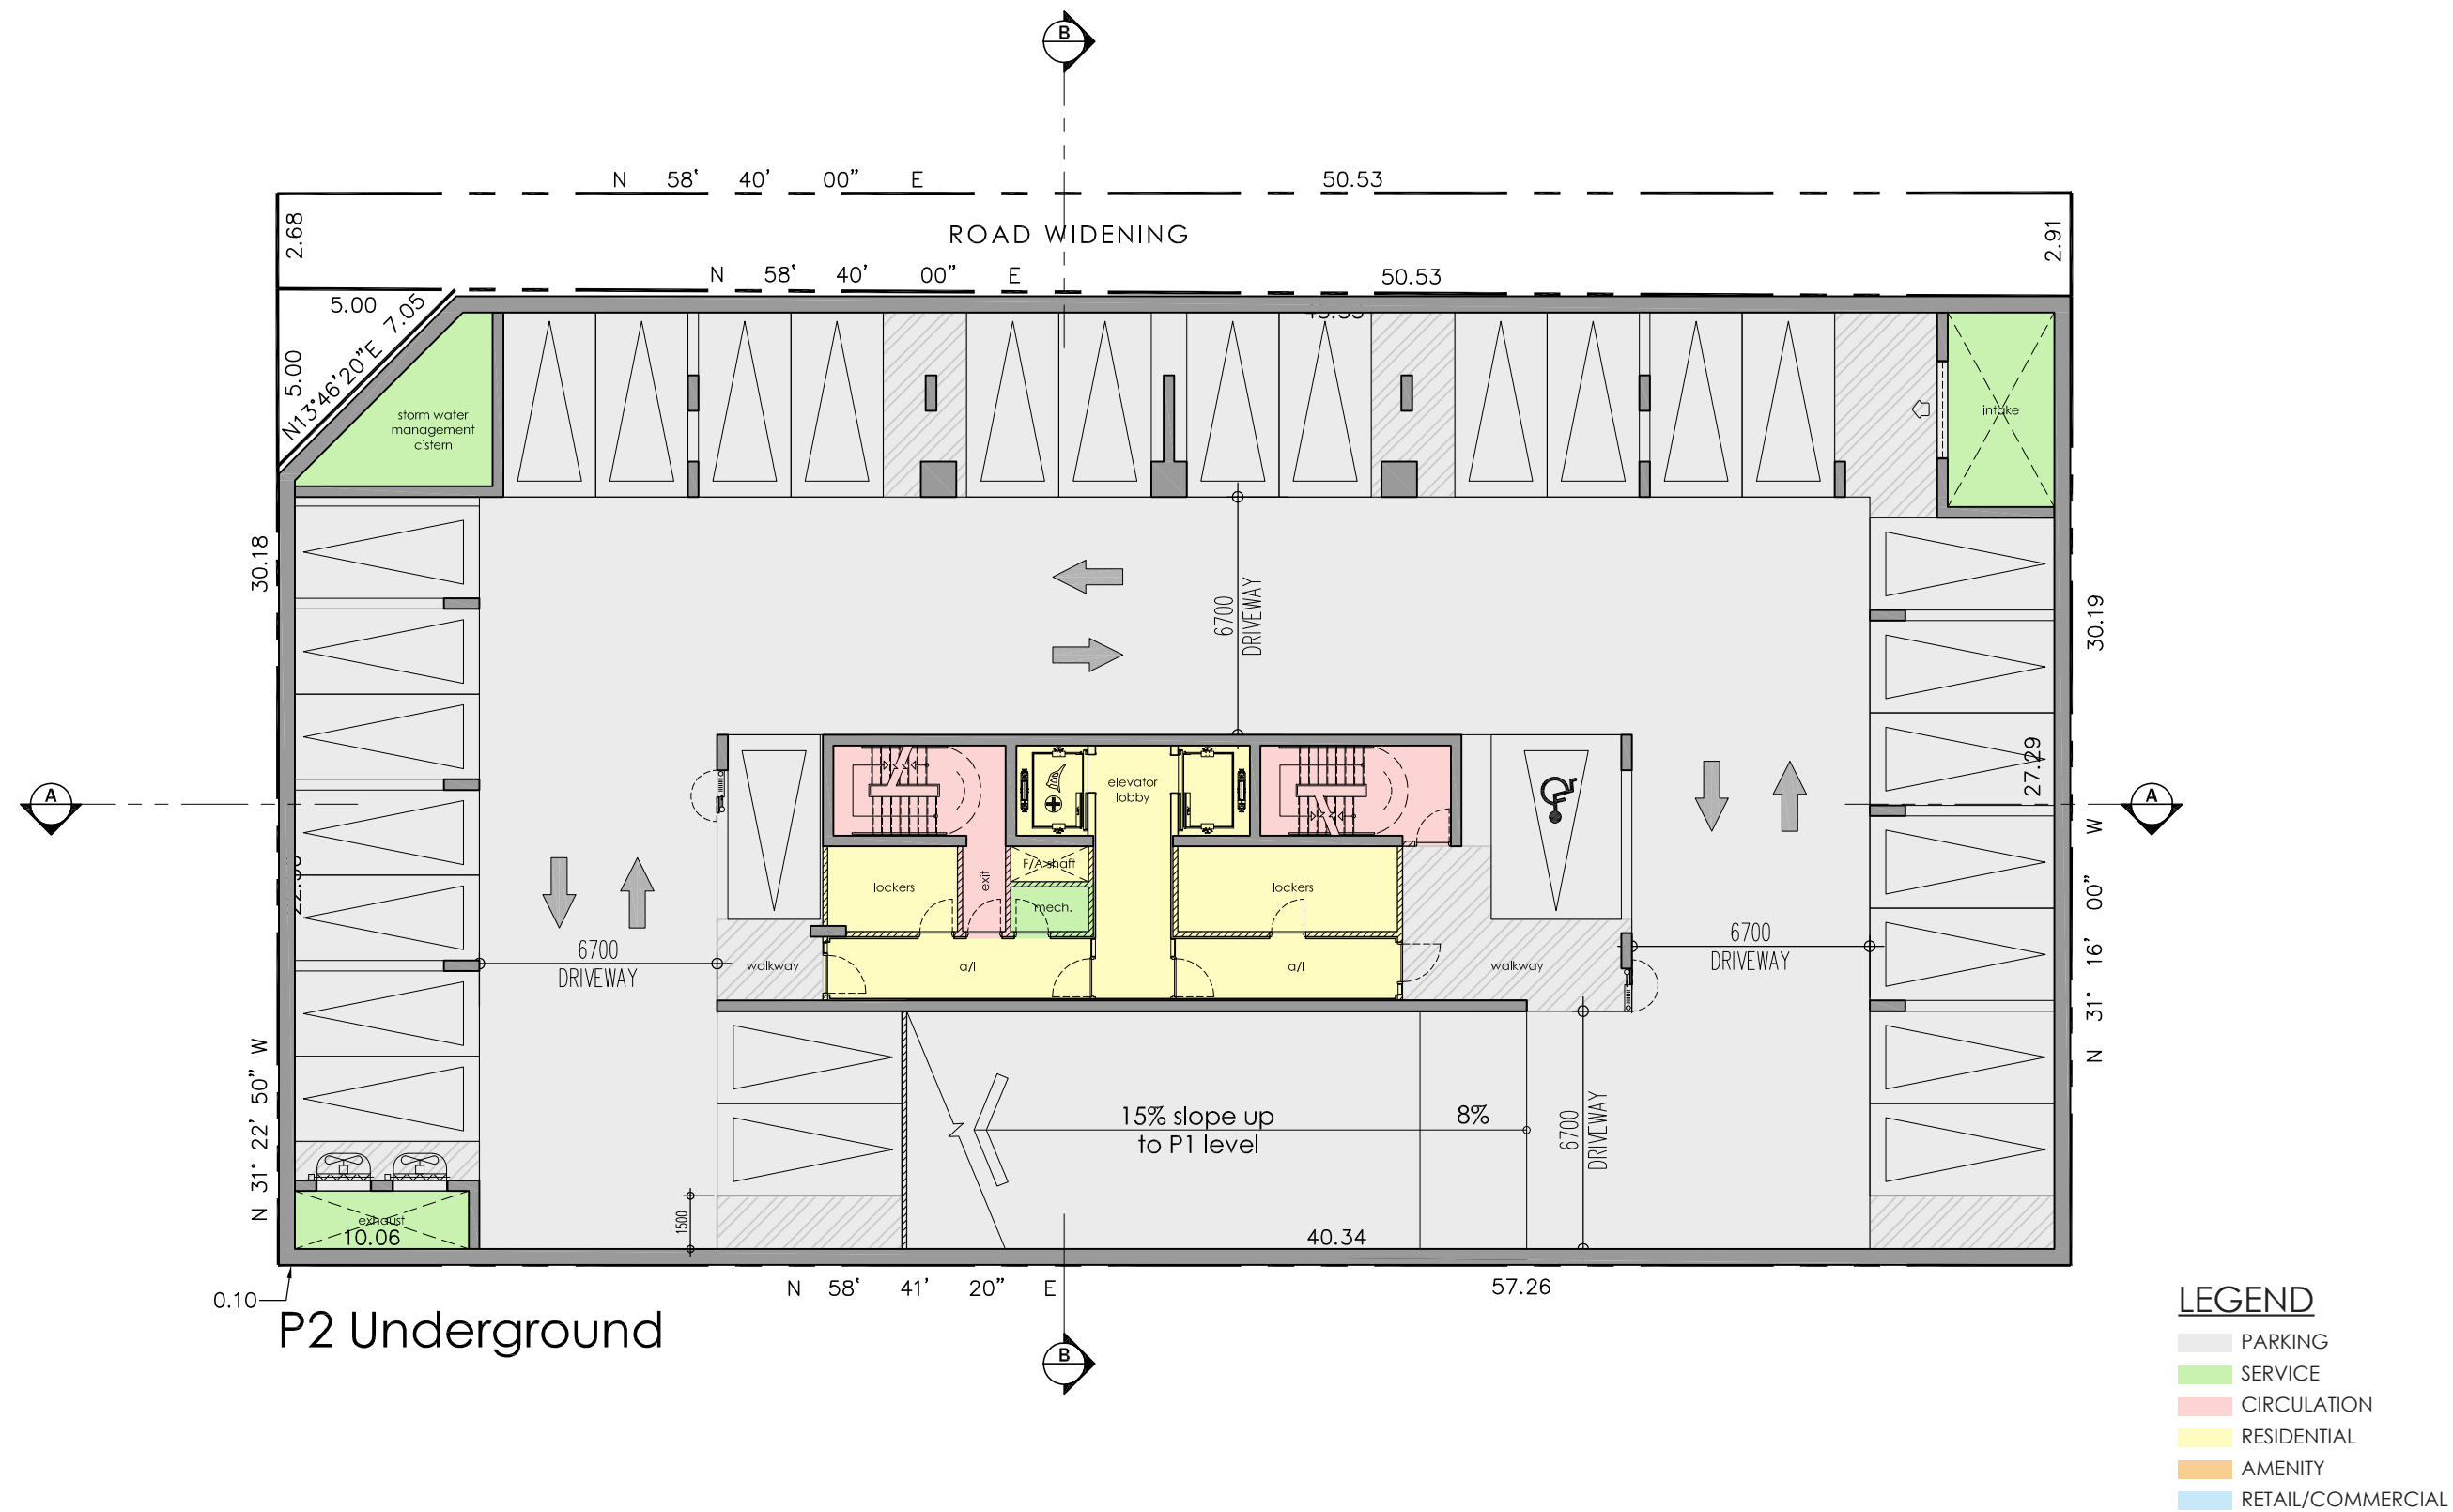 B
N 58‘ 40’ 00” E 50.53
2.68
ROAD WIDENING
2.91
N 58‘ 40’ 00” E 50.53
5.00
7.05
5.00
N13°46’20”E
storm water
management
cistern
intake
30.18
6700
DRIVEWAY
30.19
27.29
A
A
elevator
lobby
F/A shaft
lockers
exit
mech.
lockers
6700
DRIVEWAY
walkway
a/l
a/l
walkway
6700
DRIVEWAY
N 31° 16’ 00” W
15% slope up
to P1 level
8%
6700
DRIVEWAY
N 31° 22’ 50” W
1500
exhaust
10.06
40.34
N 58‘ 41’ 20” E
57.26
0.10
P2 Underground
B
LEGEND
PARKING
SERVICE
CIRCULATION
RESIDENTIAL
AMENITY
RETAIL/COMMERCIAL